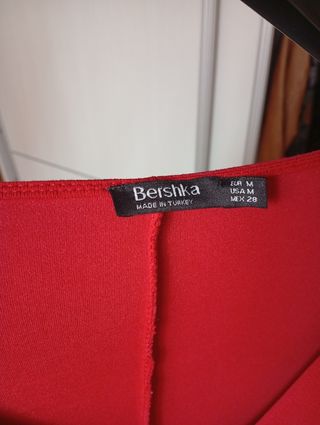 Bershka
MADE IN TURKEY
EUR M
USA M
MEX 28